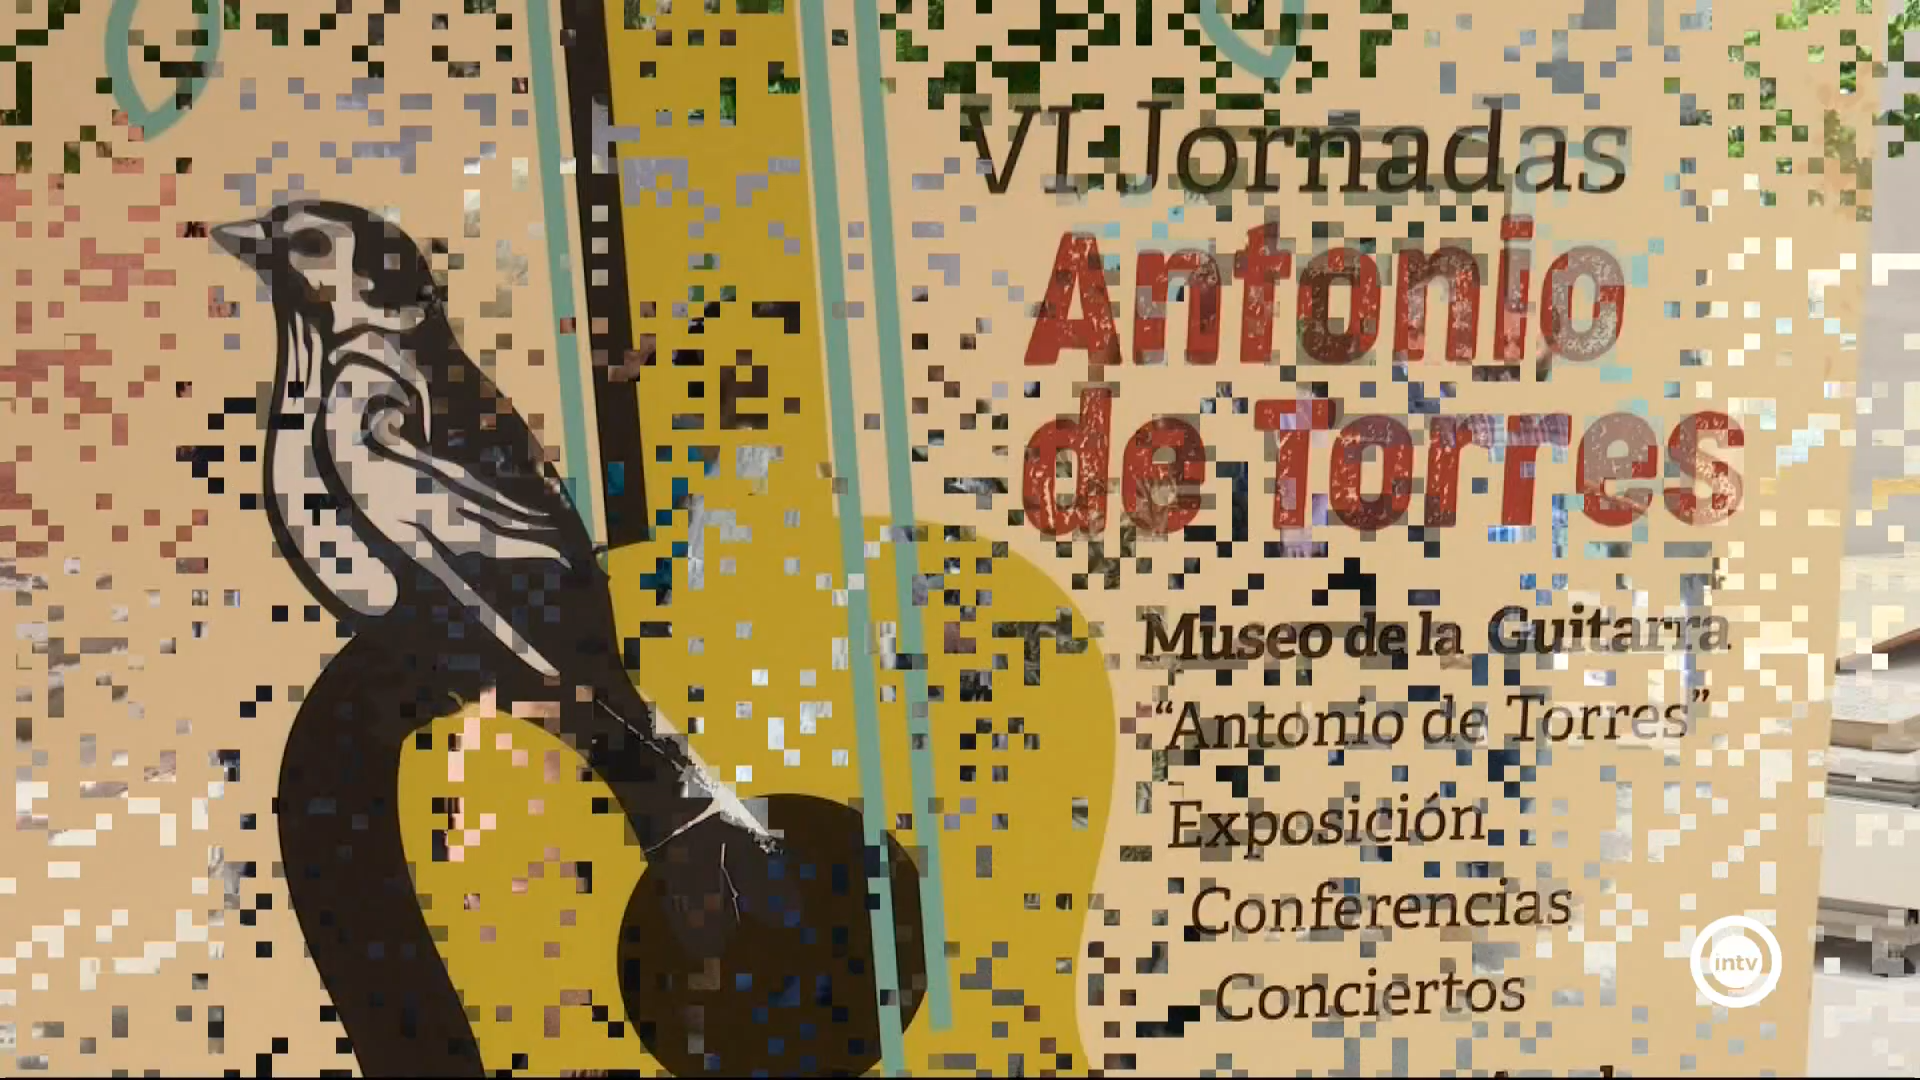 VI Jornadas
Antonio
de Torres
Museo de la Guitarra
“Antonio de Torres”
Exposición
Conferencias
Conciertos
intv